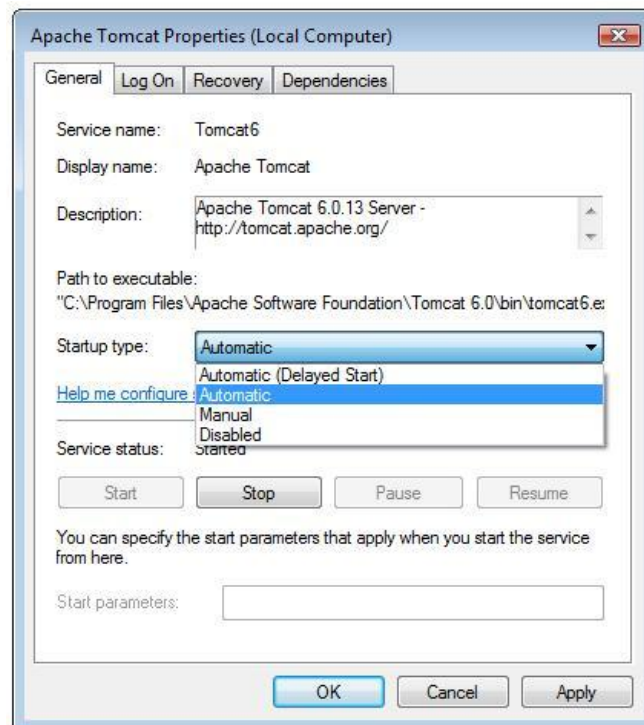 Apache Tomcat Properties (Local Computer)
General Log On Recovery Dependencies
Service name: Tomcat6
Display name: Apache Tomcat
Description: Apache Tomcat 6.0.13 Server -
http://tomcat.apache.org/
Path to executable:
"C:\Program Files\Apache Software Foundation\Tomcat 6.0\bin\tomcat6.ex
Startup type: Automatic
Automatic (Delayed Start)
Help me configure Automatic
Manual
Disabled
Service status: Started
Start Stop Pause Resume
You can specify the start parameters that apply when you start the service
from here.
Start parameters:
OK Cancel Apply